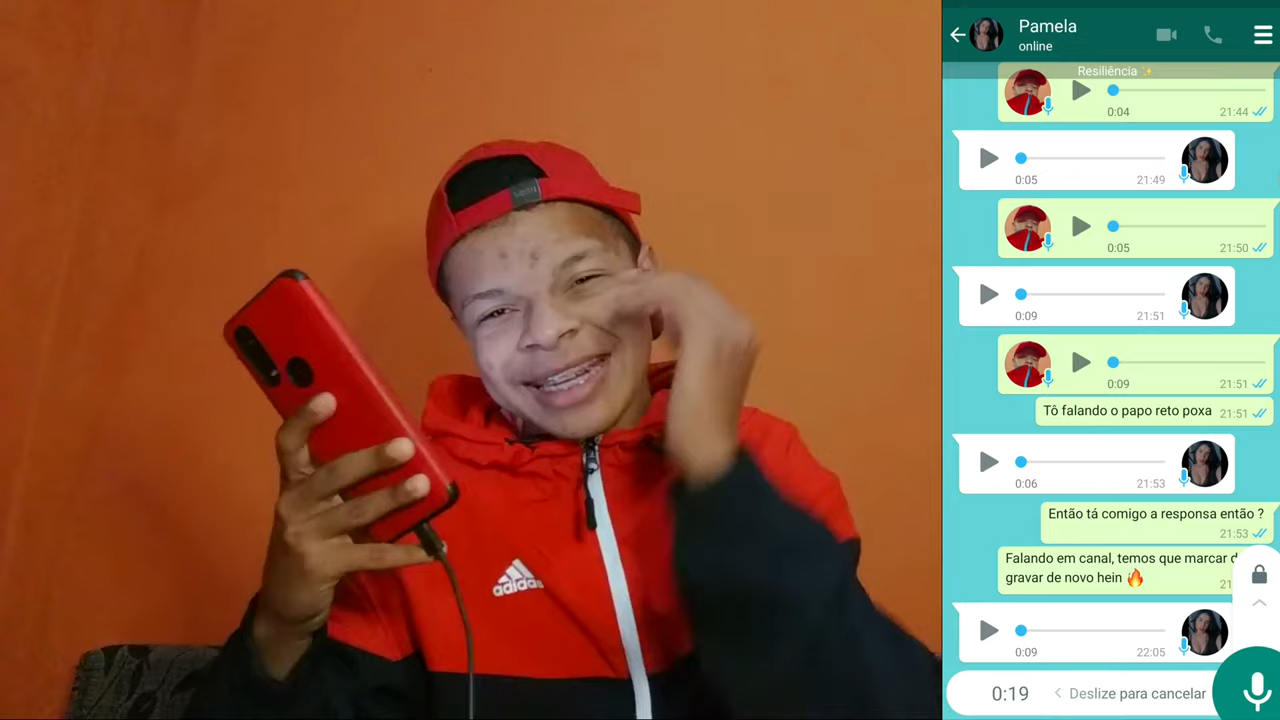 Pamela
online
Resiliência ✨
0:04 21:44
0:05 21:49
0:05 21:50
0:09 21:51
0:09 21:51
Tô falando o papo reto poxa 21:51
0:06 21:53
Então tá comigo a responsa então ?
21:53
Falando em canal, temos que marcar
gravar de novo hein 🔥
0:09 22:05
0:19 Deslize para cancelar
adidas